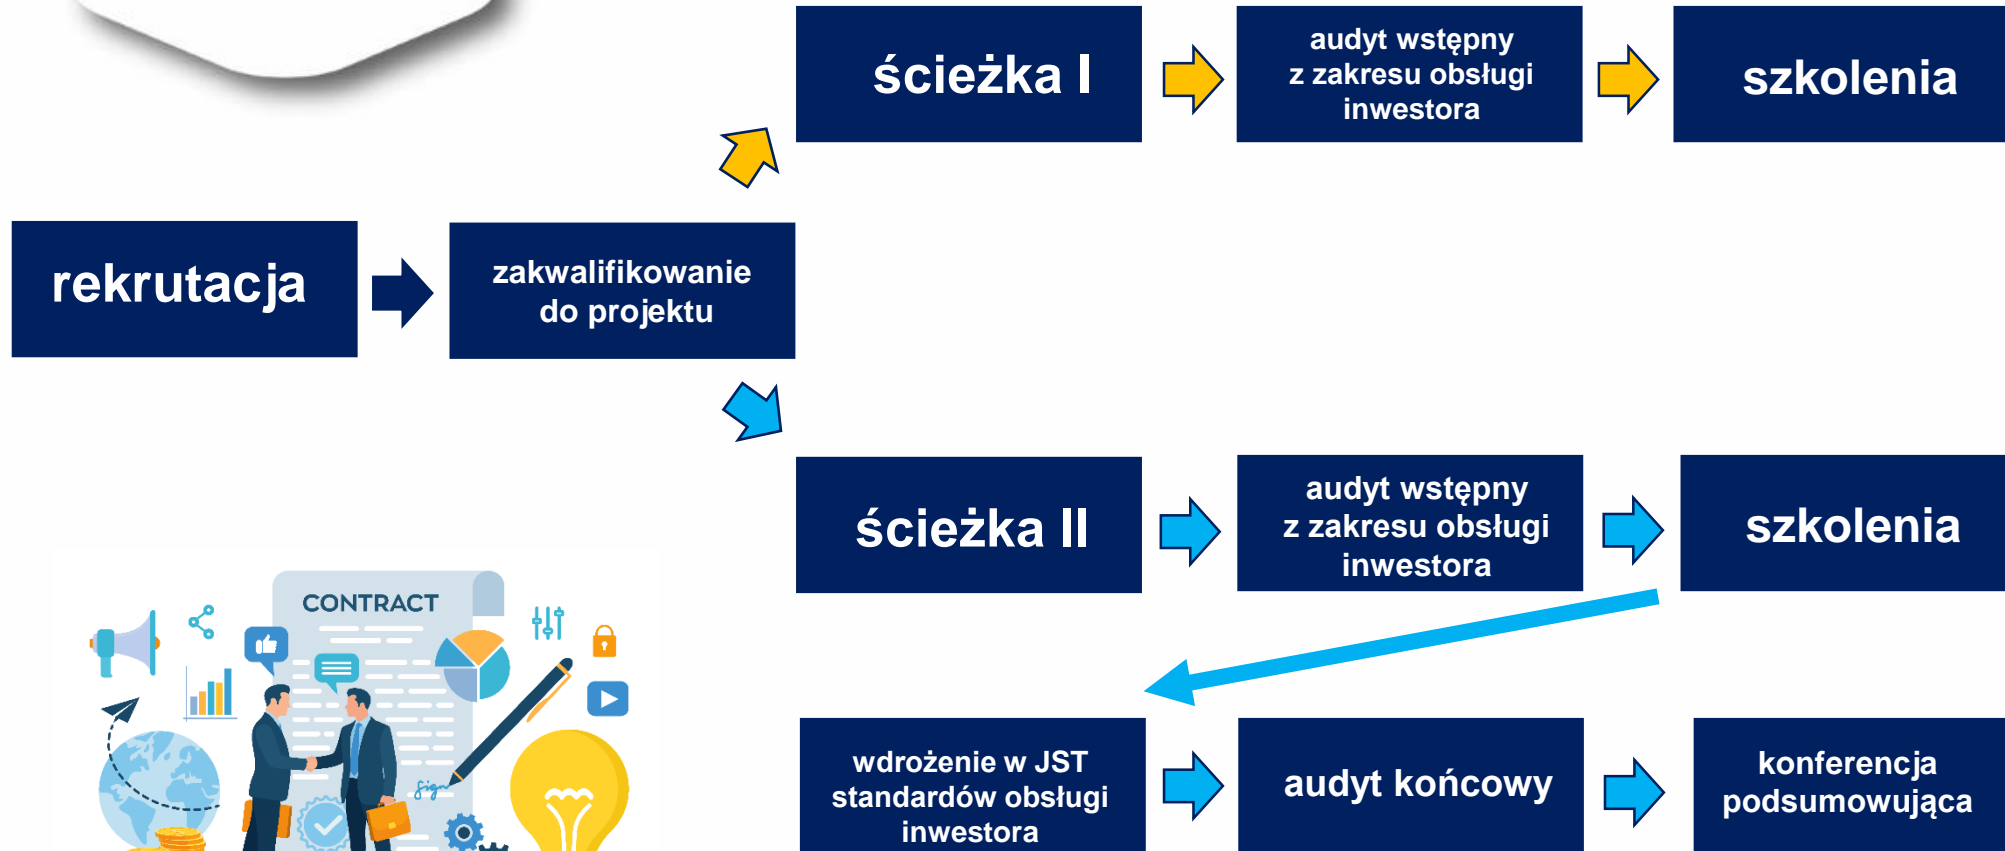 ścieżka I
audyt wstępny
z zakresu obsługi
inwestora
szkolenia
rekrutacja
zakwalifikowanie
do projektu
ścieżka II
audyt wstępny
z zakresu obsługi
inwestora
szkolenia
CONTRACT
Sign
wdrożenie w JST
standardów obsługi
inwestora
audyt końcowy
konferencja
podsumowująca